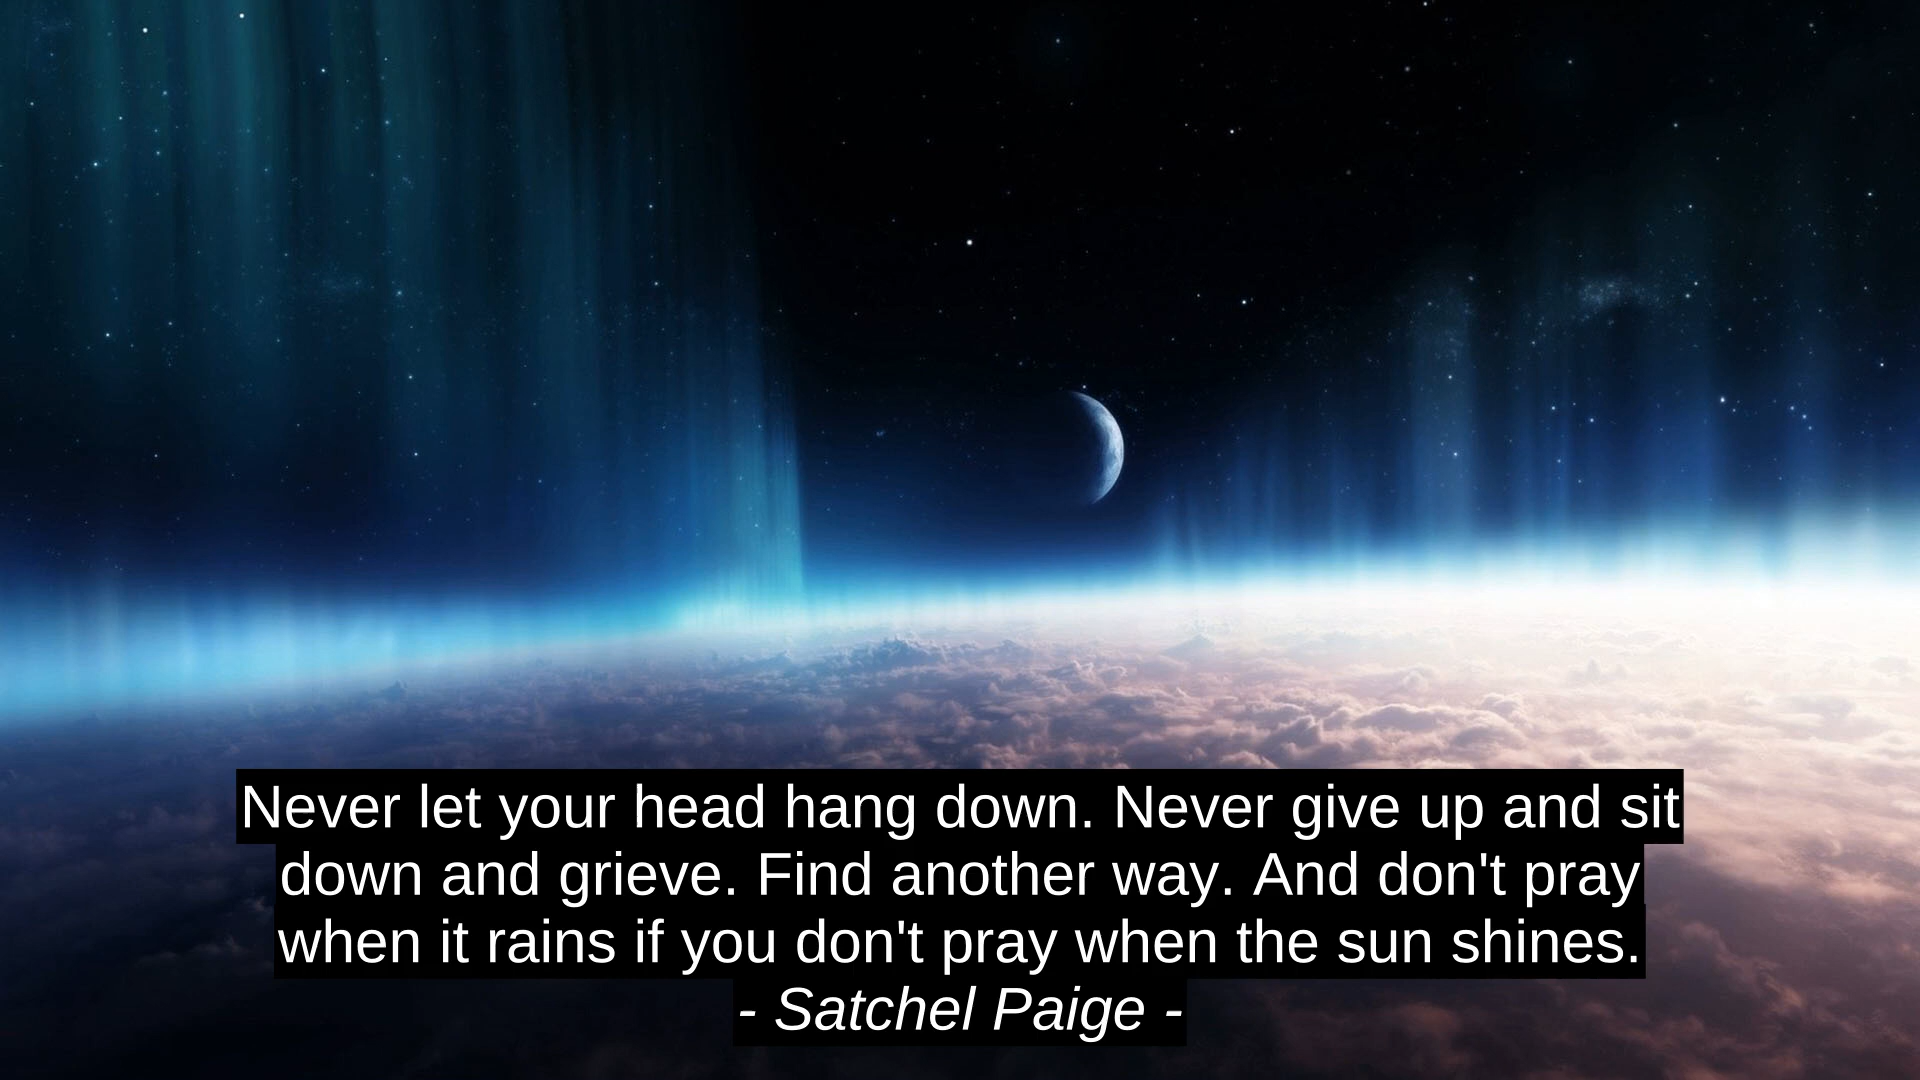 Never let your head hang down. Never give up and sit
down and grieve. Find another way. And don't pray
when it rains if you don't pray when the sun shines.
- Satchel Paige -